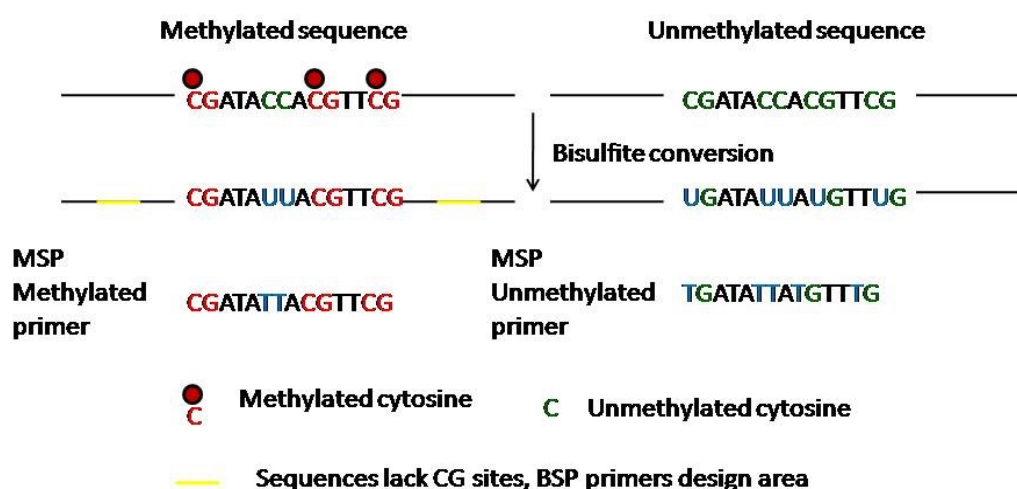 Methylated sequence Unmethylated sequence
CGATACCACGTTCG CGATACCACGTTCG
Bisulfite conversion
CGATAUUACGTTCG UGATAUUAUGTTUG
MSP
Methylated
primer
CGATATTACGTTCG
MSP
Unmethylated
primer
TGATATTATGTTTG
C Methylated cytosine
C Unmethylated cytosine
Sequences lack CG sites, BSP primers design area